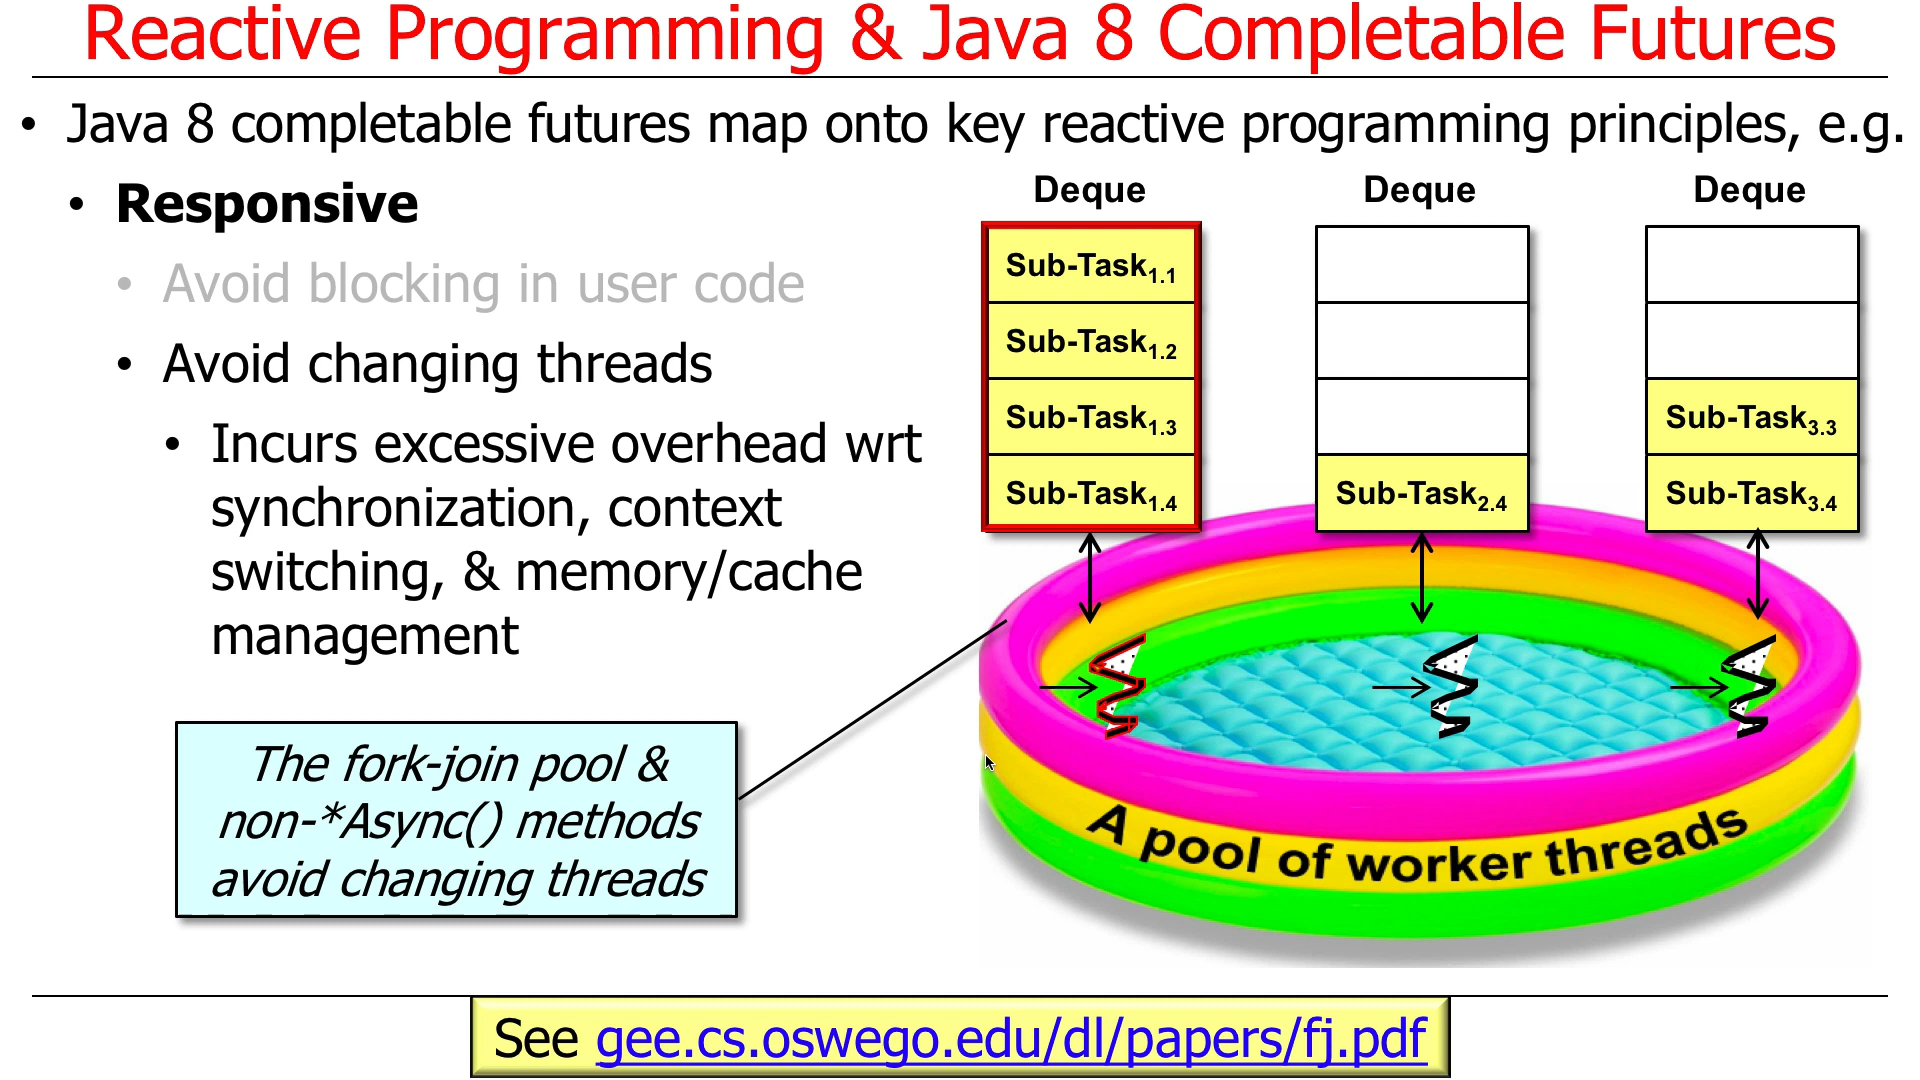 Reactive Programming & Java 8 Completable Futures
• Java 8 completable futures map onto key reactive programming principles, e.g.
• Responsive
• Avoid blocking in user code
• Avoid changing threads
• Incurs excessive overhead wrt
synchronization, context
switching, & memory/cache
management
The fork-join pool &
non-*Async() methods
avoid changing threads
Deque
Sub-Task1.1
Sub-Task1.2
Sub-Task1.3
Sub-Task1.4
Deque
Sub-Task2.4
Deque
Sub-Task3.3
Sub-Task3.4
A pool of worker threads
See gee.cs.oswego.edu/dl/papers/fj.pdf